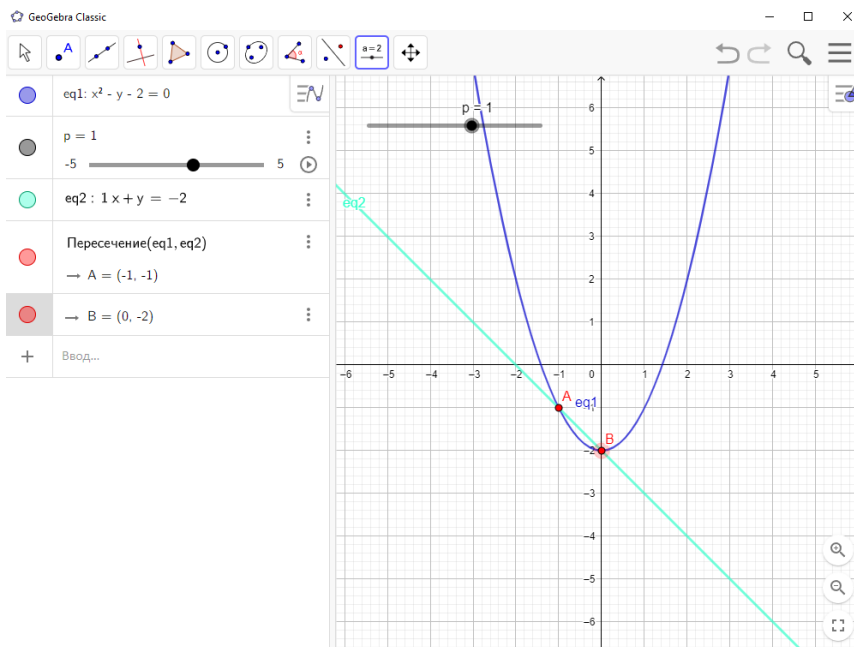 GeoGebra Classic
A
a=2
eq1: x² - y - 2 = 0
p = 1
-5
5
eq2 : 1 x + y = −2
Пересечение(eq1, eq2)
→ A = (-1, -1)
→ B = (0, -2)
+ Ввод...
p = 1
eq2
A
eq1
B
6
5
4
3
2
1
−6 −5 −4 −3 −2 −1 0 1 2 3 4 5
−1
−2
−3
−4
−5
−6